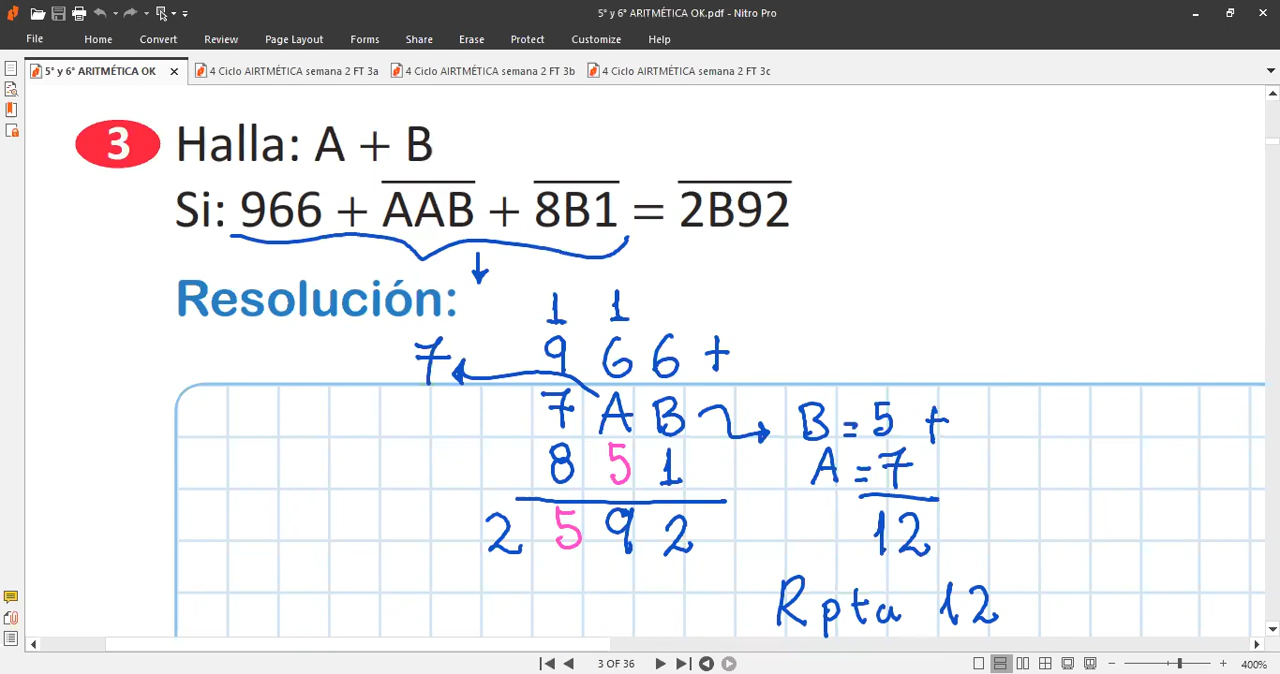 5° y 6° ARITMÉTICA OK.pdf - Nitro Pro
File Home Convert Review Page Layout Forms Share Erase Protect Customize Help
5° y 6° ARITMÉTICA OK 4 Ciclo AIRTMÉTICA semana 2 FT 3a 4 Ciclo AIRTMÉTICA semana 2 FT 3b 4 Ciclo AIRTMÉTICA semana 2 FT 3c
3 Halla: A + B
Si: 966 + AAB + 8B1 = 2B92
Resolución:
1 1
7 9 6 6 +
7 A B B = 5 +
8 5 1 A = 7
2 5 9 2 12
Rpta 12
3 OF 36
400%